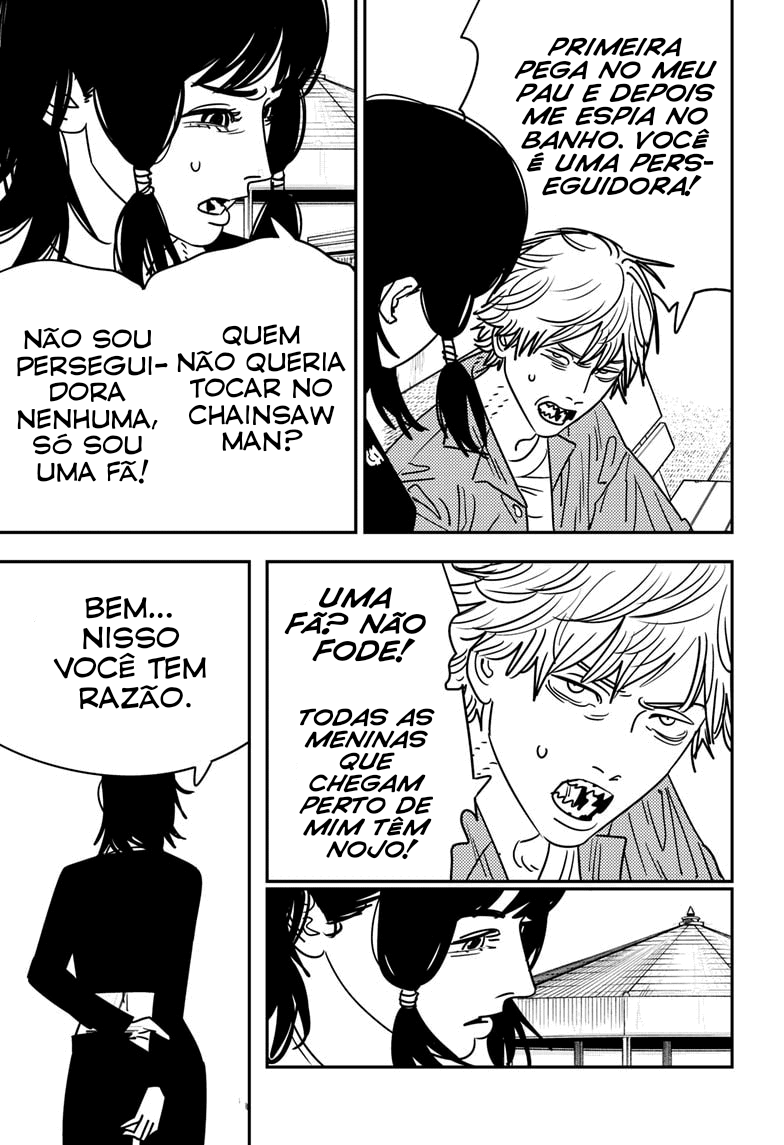 PRIMEIRA
PEGA NO MEU
PAU E DEPOIS
ME ESPIA NO
BANHO. VOCÊ
É UMA PERS-
EGUIDORA!
QUEM
NÃO QUERIA
TOCAR NO
CHAINSAW
MAN?
NÃO SOU
PERSEGUI-
DORA
NENHUMA,
SÓ SOU
UMA FÃ!
UMA
FÃ? NÃO
FODE!
TODAS AS
MENINAS
QUE
CHEGAM
PERTO DE
MIM TÊM
NOJO!
BEM...
NISSO
VOCÊ TEM
RAZÃO.